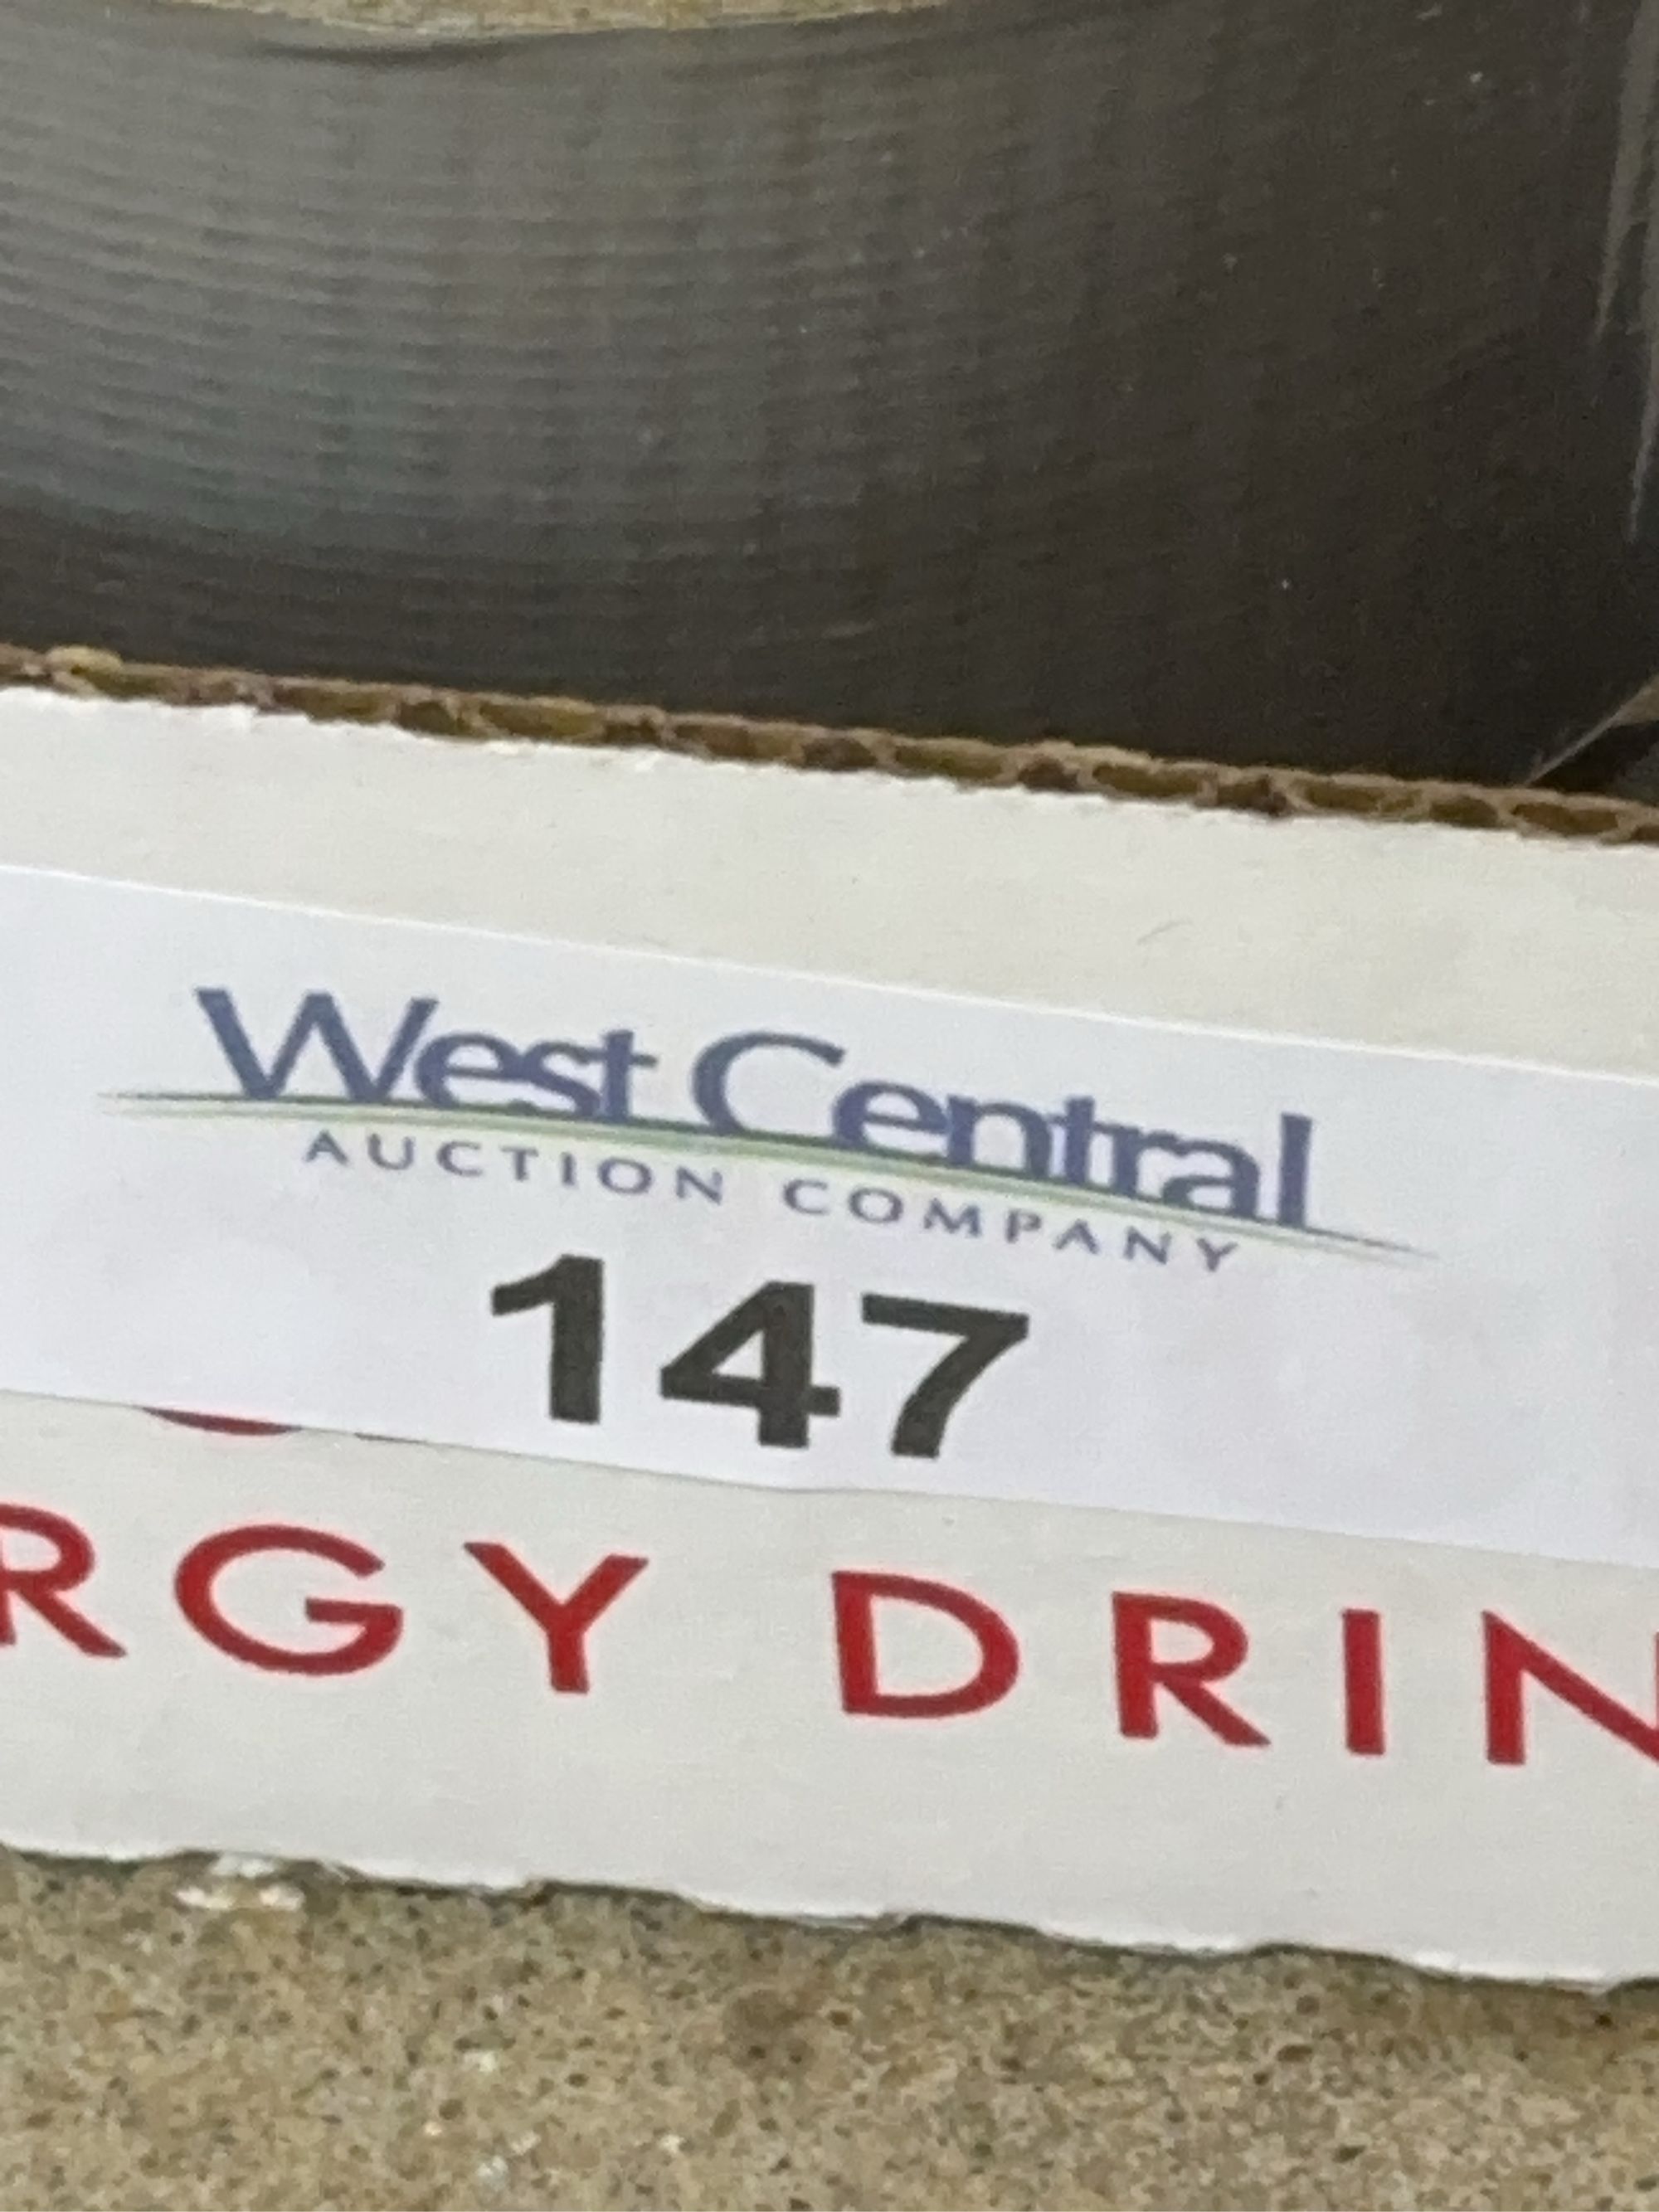 West Central
AUCTION COMPANY
147
RGY DRIN